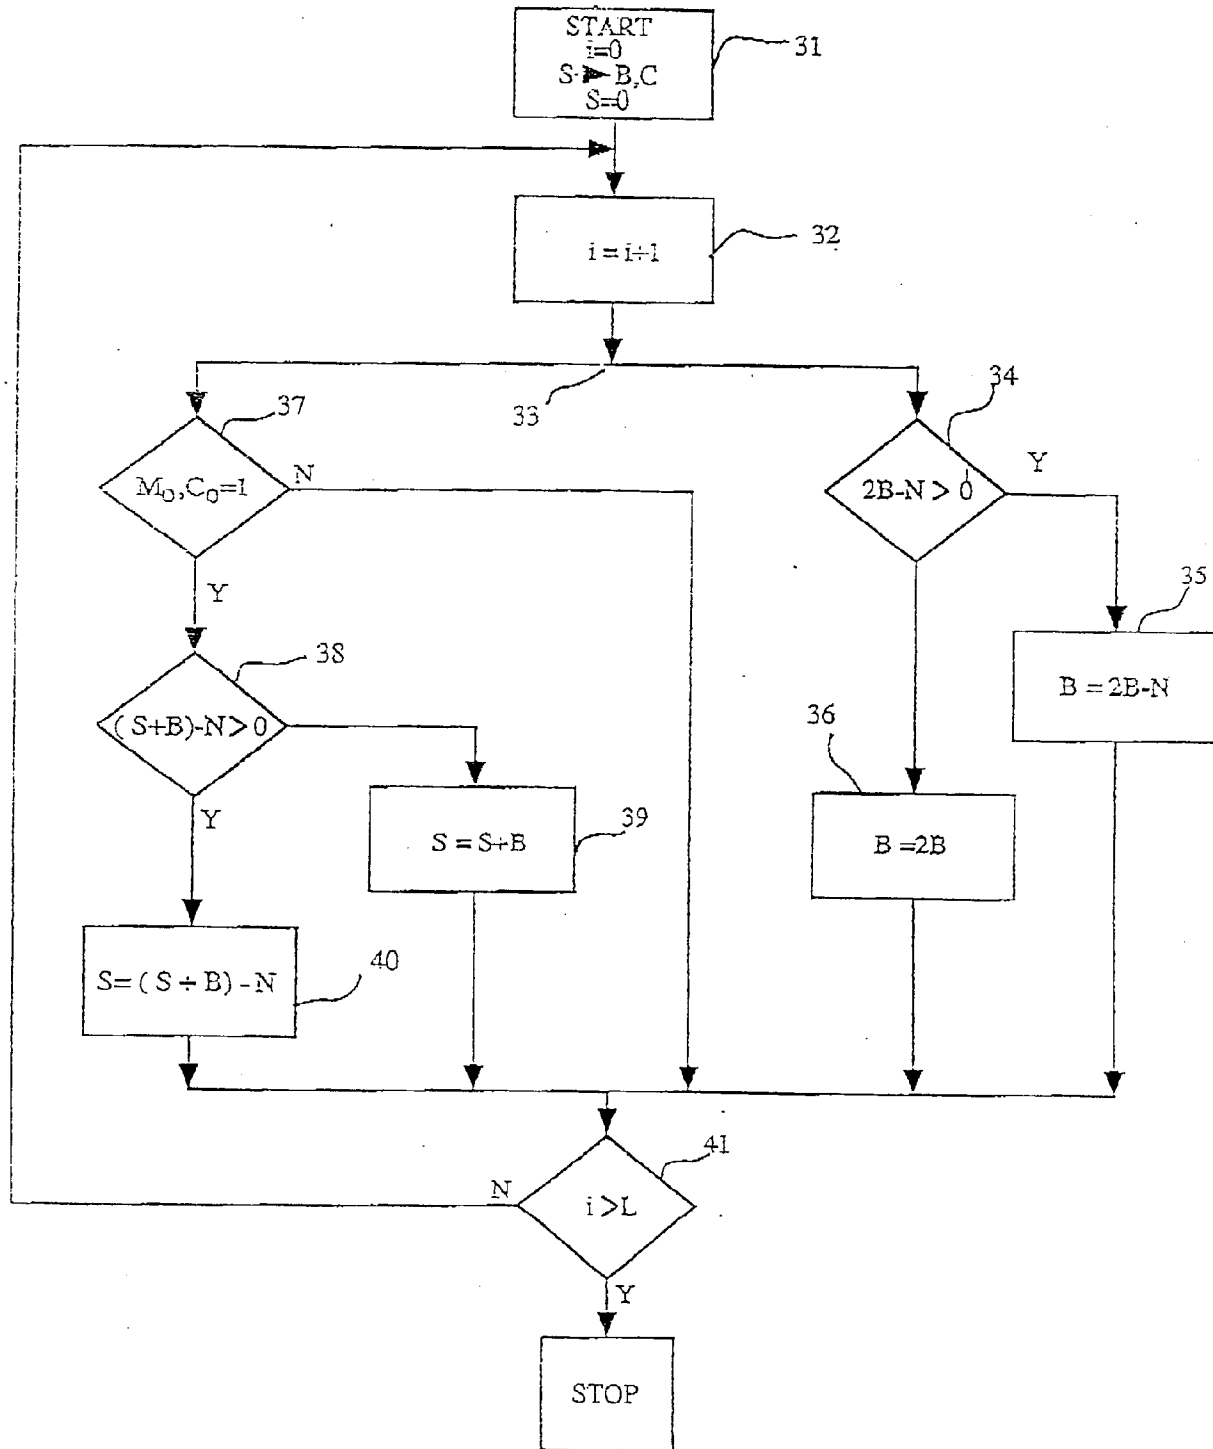 START
i=0
S ► B,C
S=0
31
i = i+1
32
33
34
37
M₀,C₀=1
N
2B-N > 0
Y
Y
35
B = 2B-N
38
(S+B)-N > 0
Y
36
39
S = S+B
B =2B
S= ( S + B) - N
40
41
N
i >L
Y
STOP